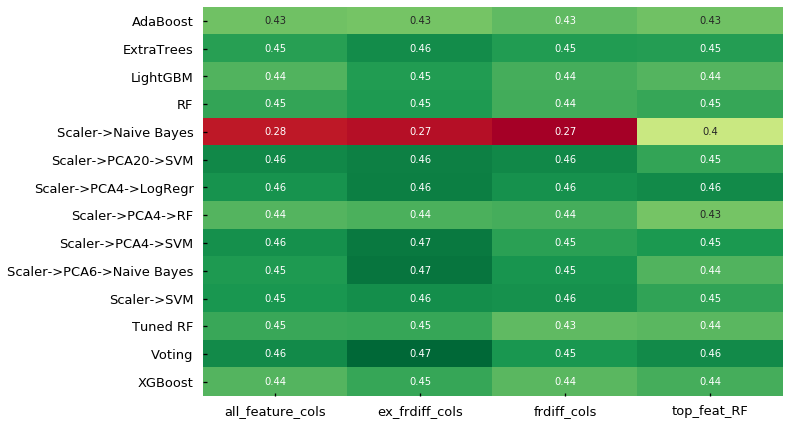 AdaBoost 0.43 0.43 0.43 0.43
ExtraTrees 0.45 0.46 0.45 0.45
LightGBM 0.44 0.45 0.44 0.44
RF 0.45 0.45 0.44 0.45
Scaler->Naive Bayes 0.28 0.27 0.27 0.4
Scaler->PCA20->SVM 0.46 0.46 0.46 0.45
Scaler->PCA4->LogRegr 0.46 0.46 0.46 0.46
Scaler->PCA4->RF 0.44 0.44 0.44 0.43
Scaler->PCA4->SVM 0.46 0.47 0.45 0.45
Scaler->PCA6->Naive Bayes 0.45 0.47 0.45 0.44
Scaler->SVM 0.45 0.46 0.46 0.45
Tuned RF 0.45 0.45 0.43 0.44
Voting 0.46 0.47 0.45 0.46
XGBoost 0.44 0.45 0.44 0.44
all_feature_cols ex_frdiff_cols frdiff_cols top_feat_RF